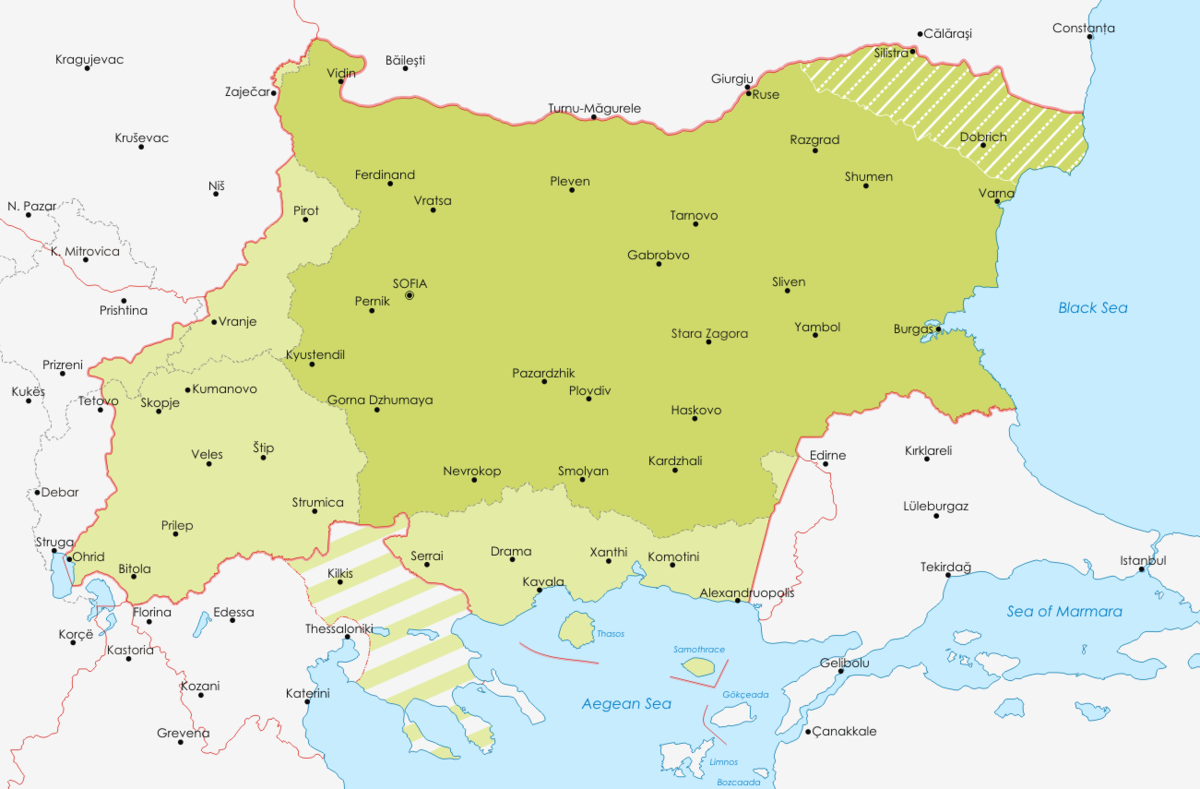 Constanța
Călărași
Kragujevac
Băilești
Silistra
Vidin
Giurgiu
Zaječar
Ruse
Turnu-Măgurele
Kruševac
Razgrad
Dobrich
Ferdinand
Pleven
Shumen
Niš
Vratsa
Varna
N. Pazar
Pirot
Tarnovo
K. Mitrovica
Gabrobvo
SOFIA
Sliven
Pernik
Prishtina
Black Sea
Vranje
Stara Zagora
Yambol
Burgas
Kyustendil
Prizreni
Pazardzhik
Kukës
Kumanovo
Plovdiv
Tetovo
Skopje
Gorna Dzhumaya
Haskovo
Veles
Štip
Edirne
Kırklareli
Nevrokop
Smolyan
Kardzhali
Debar
Strumica
Lüleburgaz
Prilep
Struga
Ohrid
Serrai
Drama
Xanthi
Komotini
Istanbul
Bitola
Kilkis
Kavala
Tekirdağ
Alexandruopolis
Florina
Edessa
Sea of Marmara
Korçë
Thessaloniki
Thasos
Kastoria
Samothrace
Gelibolu
Kozani
Katerini
Gökçeada
Aegean Sea
Grevena
Çanakkale
Limnos
Bozcaada